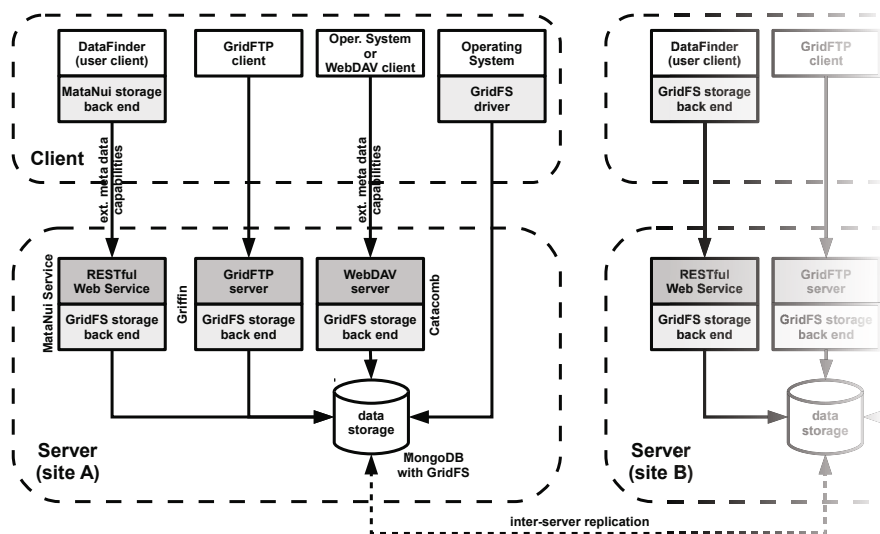 DataFinder
(user client)
MataNui storage
back end
GridFTP
client
Oper. System
or
WebDAV client
Operating
System
GridFS
driver
DataFinder
(user client)
GridFS storage
back end
GridFTP
client
Client
ext. meta data
capabilities
ext. meta data
capabilities
MataNui Service
RESTful
Web Service
GridFS storage
back end
Griffin
GridFTP
server
GridFS storage
back end
WebDAV
server
GridFS storage
back end
Catacomb
RESTful
Web Service
GridFS storage
back end
GridFTP
server
GridFS storage
back end
data
storage
data
storage
Server
(site A)
MongoDB
with GridFS
Server
(site B)
inter-server replication